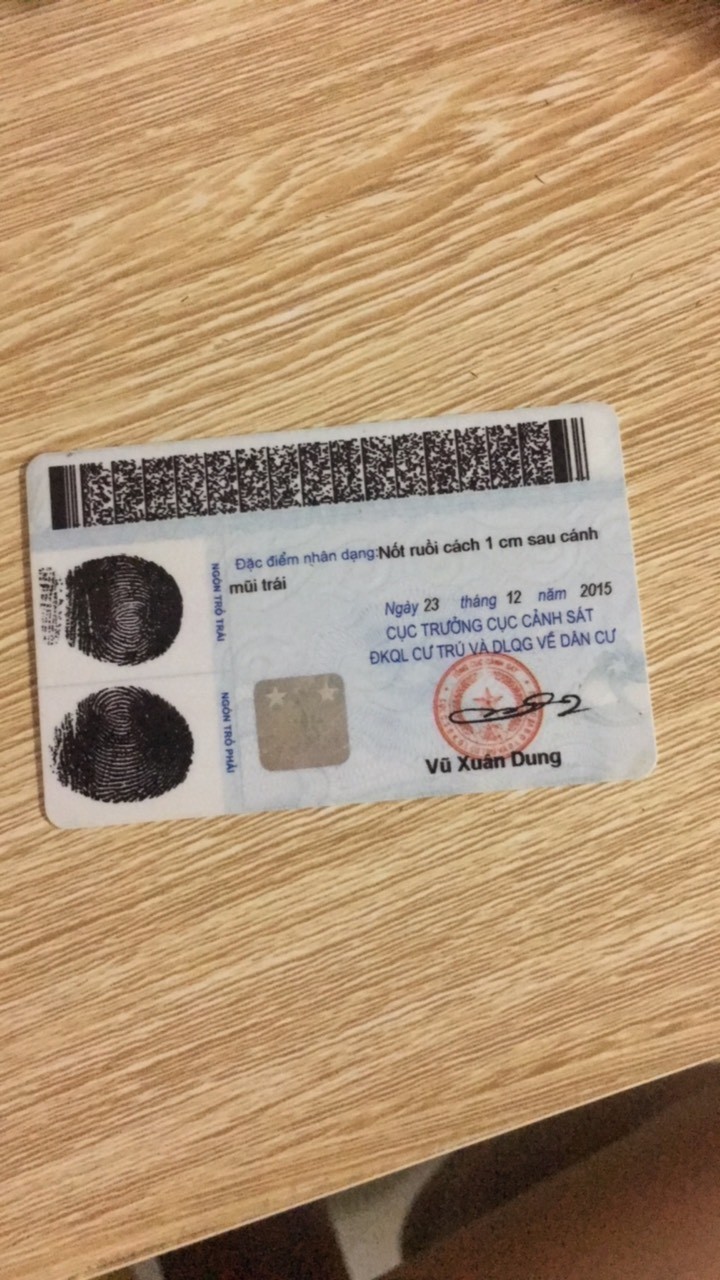 Đặc điểm nhân dạng:Nốt ruồi cách 1 cm sau cánh
mũi trái
Ngày 23 tháng 12 năm 2015
CỤC TRƯỞNG CỤC CẢNH SÁT
ĐKQL CƯ TRÚ VÀ DLQG VỀ DÂN CƯ
Vũ Xuân Dung
NGÓN TRỎ TRÁI
NGÓN TRỎ PHẢI